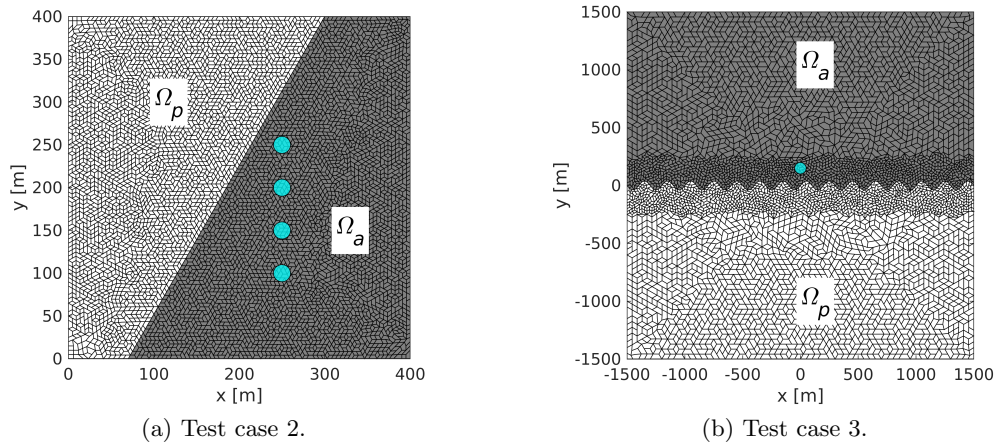 400
350
300
250
200
150
100
50
0
y [m]
Ω_p
Ω_a
0 100 200 300 400
x [m]
(a) Test case 2.
1500
1000
500
0
-500
-1000
-1500
y [m]
Ω_a
Ω_p
-1500 -1000 -500 0 500 1000 1500
x [m]
(b) Test case 3.